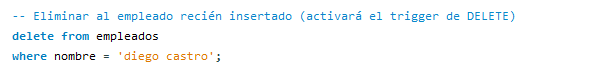 -- Eliminar al empleado recién insertado (activará el trigger de DELETE)
delete from empleados
where nombre = 'diego castro';